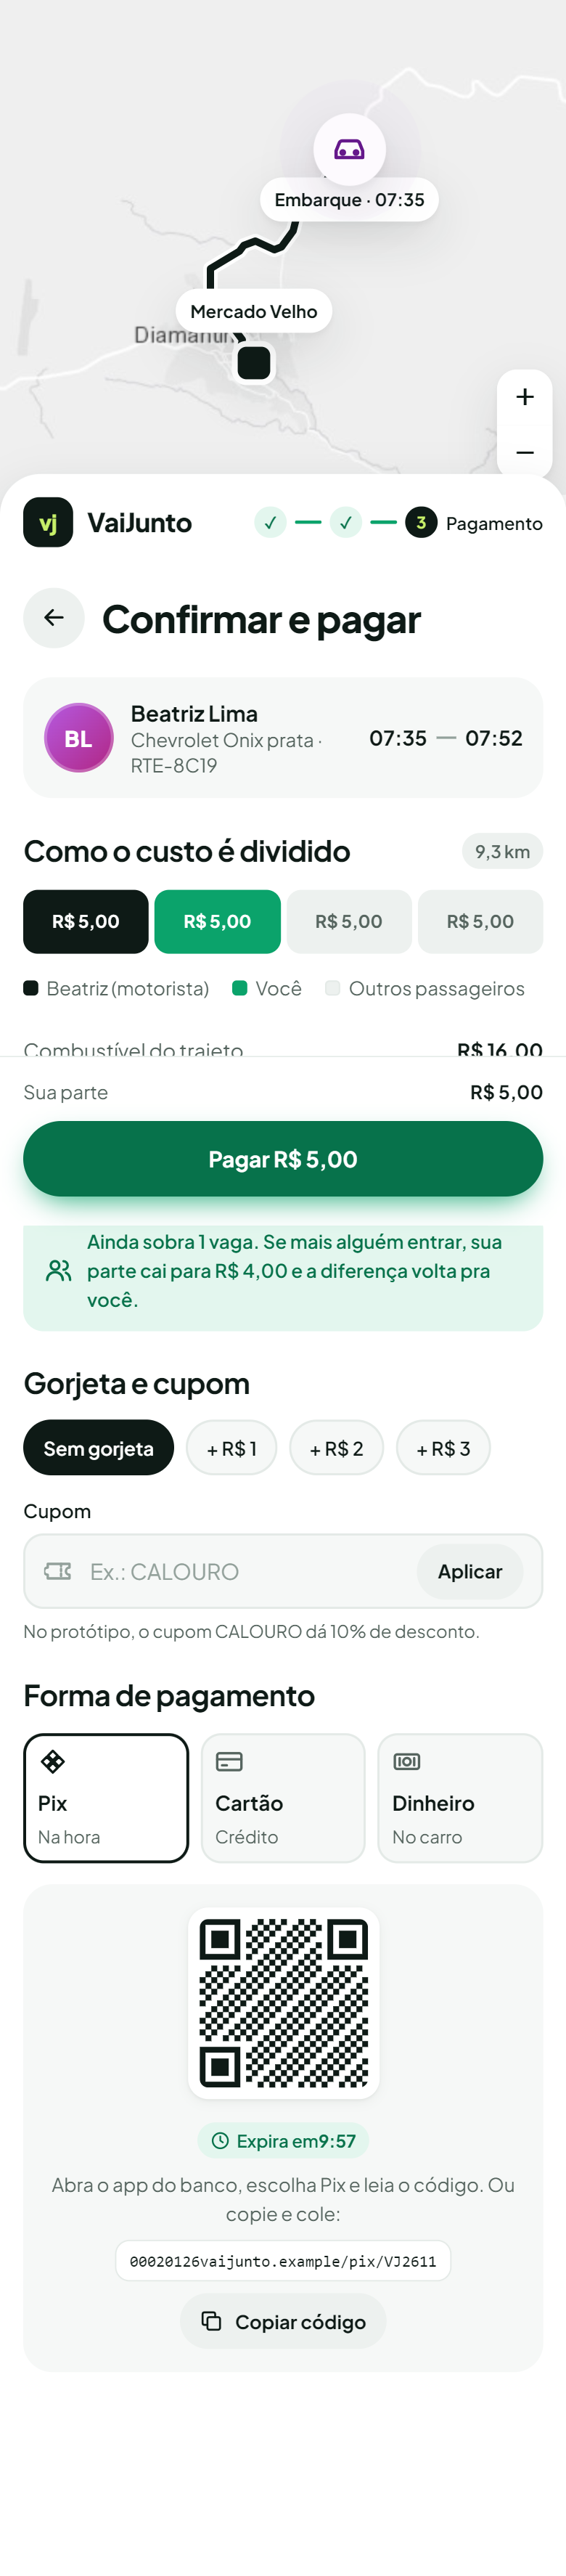 Embarque · 07:35
Mercado Velho
Diamantin
+
−
vj VaiJunto
3 Pagamento
Confirmar e pagar
BL
Beatriz Lima
Chevrolet Onix prata ·
RTE-8C19
07:35 — 07:52
Como o custo é dividido
9,3 km
R$ 5,00 R$ 5,00 R$ 5,00 R$ 5,00
Beatriz (motorista) Você Outros passageiros
Combustível do trajeto R$ 16,00
Sua parte R$ 5,00
Pagar R$ 5,00
Ainda sobra 1 vaga. Se mais alguém entrar, sua
parte cai para R$ 4,00 e a diferença volta pra
você.
Gorjeta e cupom
Sem gorjeta + R$ 1 + R$ 2 + R$ 3
Cupom
Ex.: CALOURO Aplicar
No protótipo, o cupom CALOURO dá 10% de desconto.
Forma de pagamento
Pix Cartão Dinheiro
Na hora Crédito No carro
Expira em9:57
Abra o app do banco, escolha Pix e leia o código. Ou
copie e cole:
00020126vaijunto.example/pix/VJ2611
Copiar código